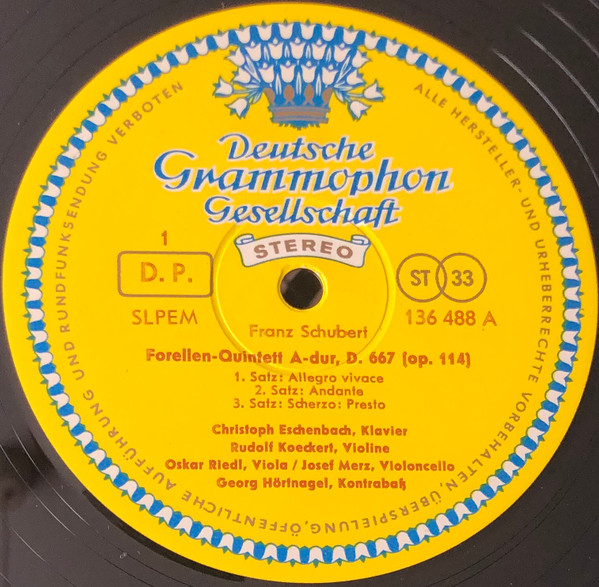 ALLE HERSTELLER- UND URHEBERRECHTE VORBEHALTEN, ÜBERSPIELUNG, ÖFFENTLICHE AUFFÜHRUNG UND RUNDFUNKSENDUNG VERBOTEN
Deutsche
Grammophon
Gesellschaft
STEREO
1
D. P.
ST 33
SLPEM
136 488 A
Franz Schubert
Forellen-Quintett A-dur, D. 667 (op. 114)
1. Satz: Allegro vivace
2. Satz: Andante
3. Satz: Scherzo: Presto
Christoph Eschenbach, Klavier
Rudolf Koeckert, Violine
Oskar Riedl, Viola / Josef Merz, Violoncello
Georg Hörtnagel, Kontrabaß